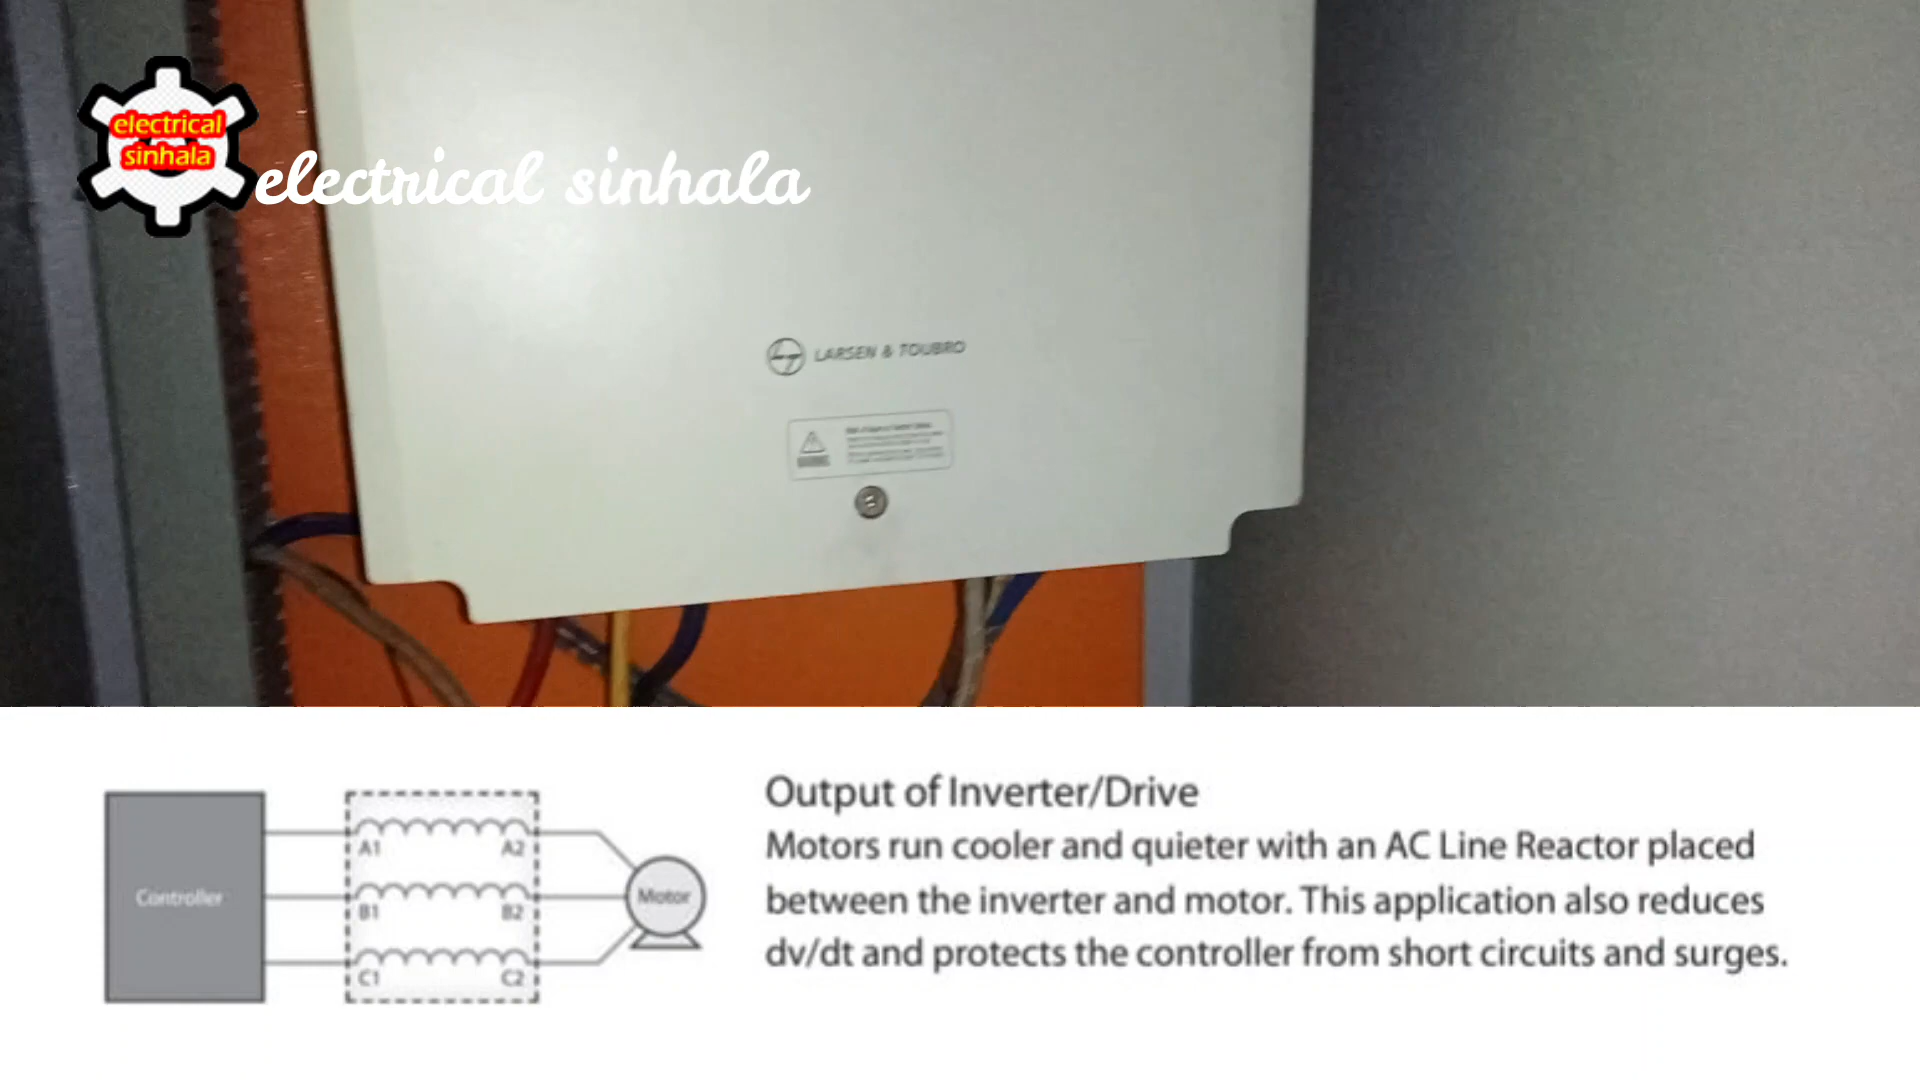 electrical
sinhala
electrical sinhala
LARSEN & TOUBRO
Output of Inverter/Drive
Motors run cooler and quieter with an AC Line Reactor placed
between the inverter and motor. This application also reduces
dv/dt and protects the controller from short circuits and surges.
Controller
A1
A2
B1
B2
C1
C2
Motor